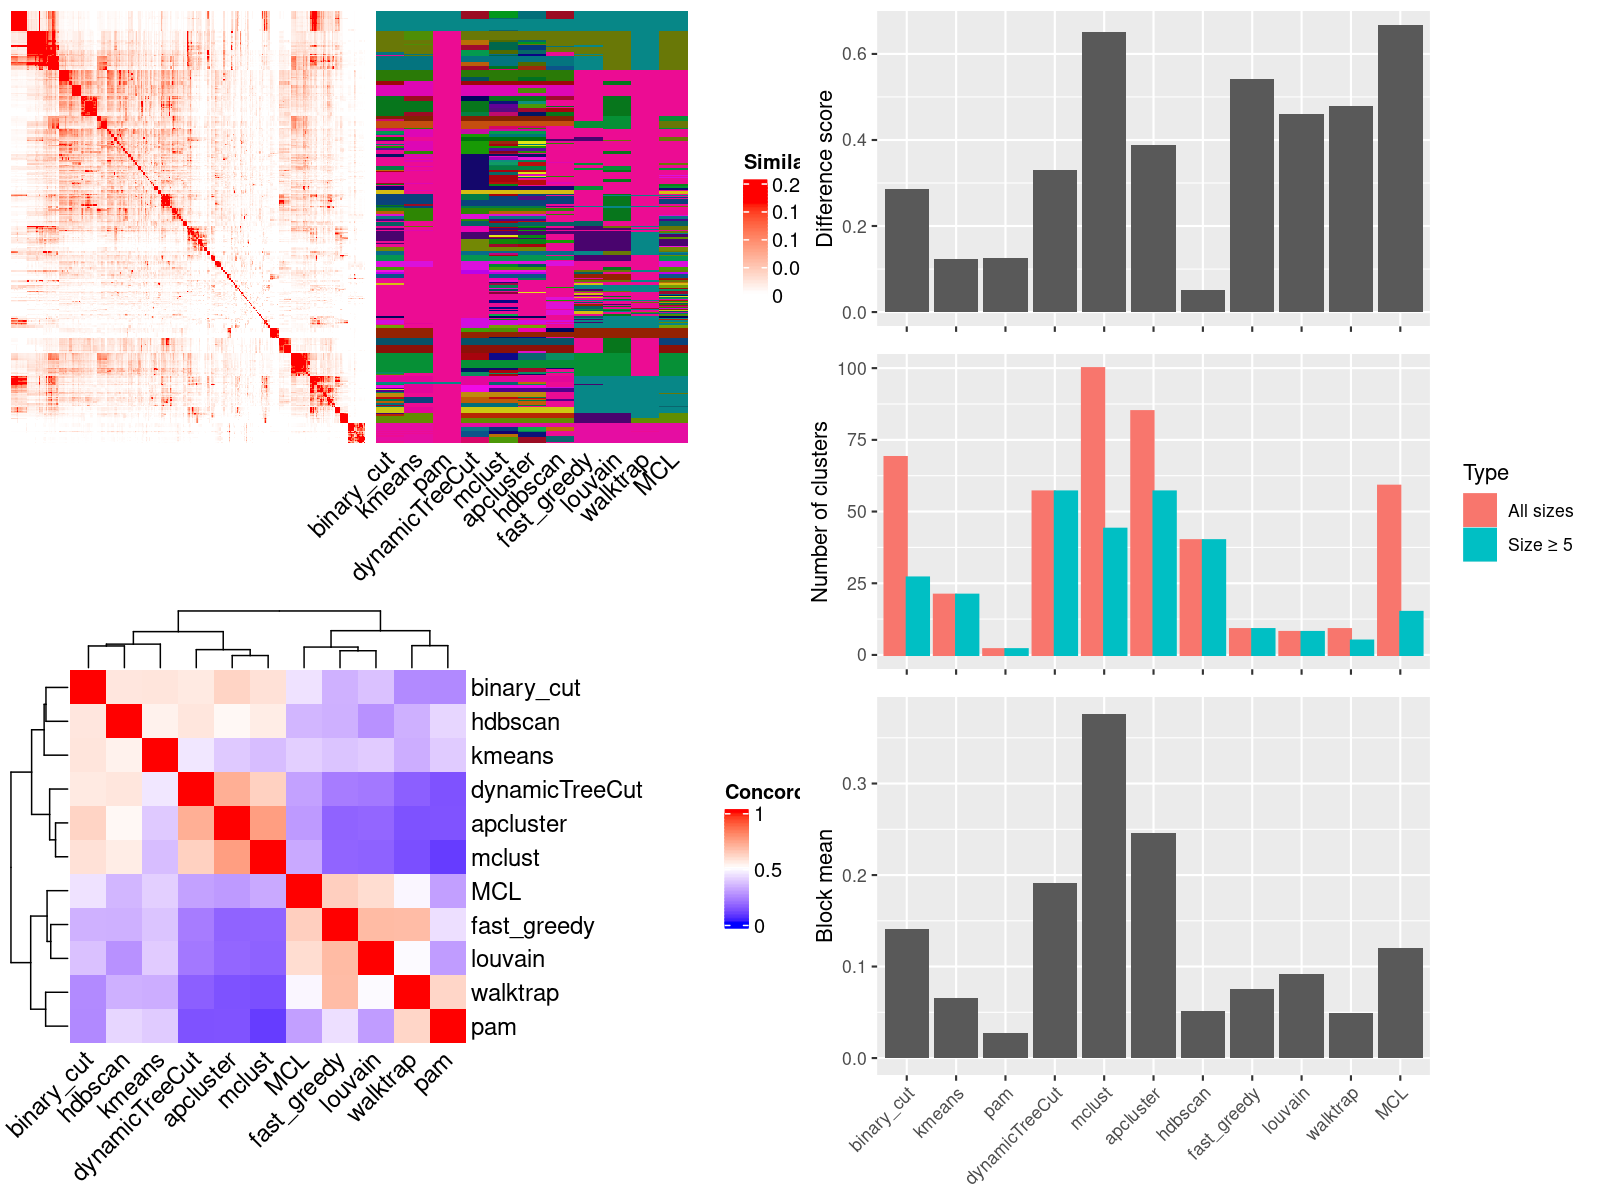 Simila
0.2
0.1
0.1
0.0
0
binary_cut
kmeans
pam
dynamicTreeCut
mclust
apcluster
hdbscan
fast_greedy
louvain
walktrap
MCL
binary_cut
hdbscan
kmeans
dynamicTreeCut
apcluster
mclust
MCL
fast_greedy
louvain
walktrap
pam
binary_cut
hdbscan
kmeans
dynamicTreeCut
apcluster
mclust
MCL
fast_greedy
louvain
walktrap
pam
Concord
1
0.5
0
Difference score
0.6
0.4
0.2
0.0
Number of clusters
100
75
50
25
0
Type
All sizes
Size ≥ 5
Block mean
0.3
0.2
0.1
0.0
binary_cut
kmeans
pam
dynamicTreeCut
mclust
apcluster
hdbscan
fast_greedy
louvain
walktrap
MCL